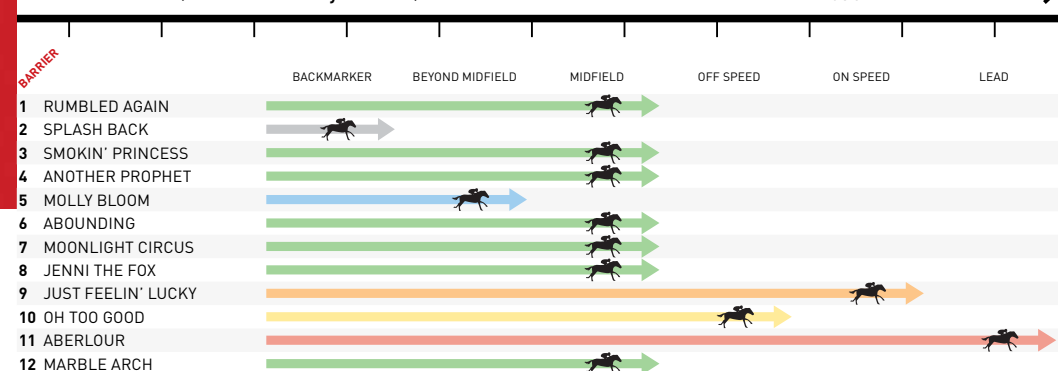 BARRIER
BACKMARKER BEYOND MIDFIELD MIDFIELD OFF SPEED ON SPEED LEAD
1 RUMBLED AGAIN
2 SPLASH BACK
3 SMOKIN' PRINCESS
4 ANOTHER PROPHET
5 MOLLY BLOOM
6 ABOUNDING
7 MOONLIGHT CIRCUS
8 JENNI THE FOX
9 JUST FEELIN' LUCKY
10 OH TOO GOOD
11 ABERLOUR
12 MARBLE ARCH